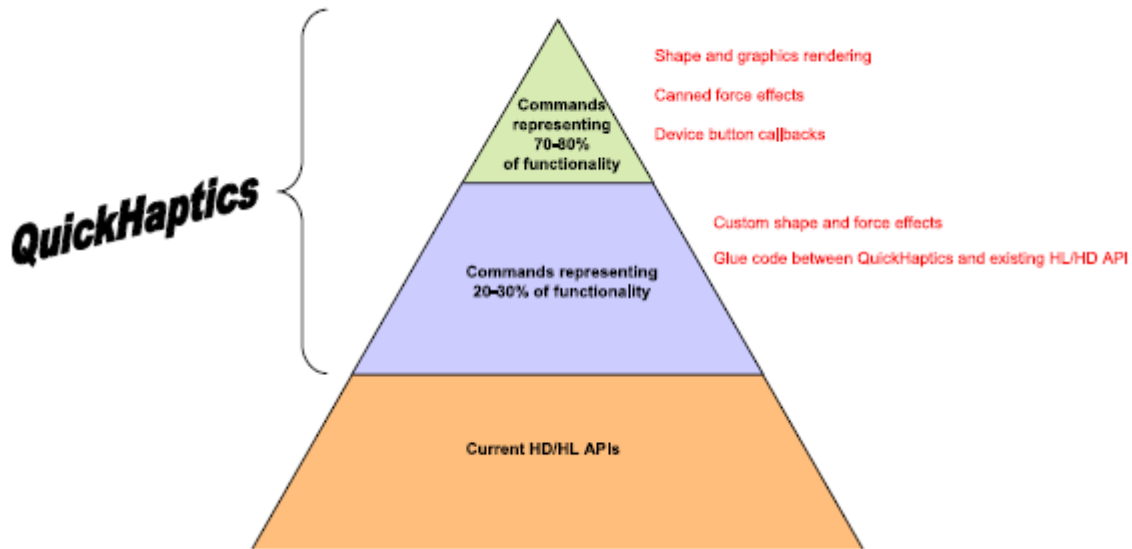 QuickHaptics
Commands
representing
70-80%
of functionality
Shape and graphics rendering
Canned force effects
Device button callbacks
Commands representing
20-30% of functionality
Custom shape and force effects
Glue code between QuickHaptics and existing HL/HD API
Current HD/HL APIs